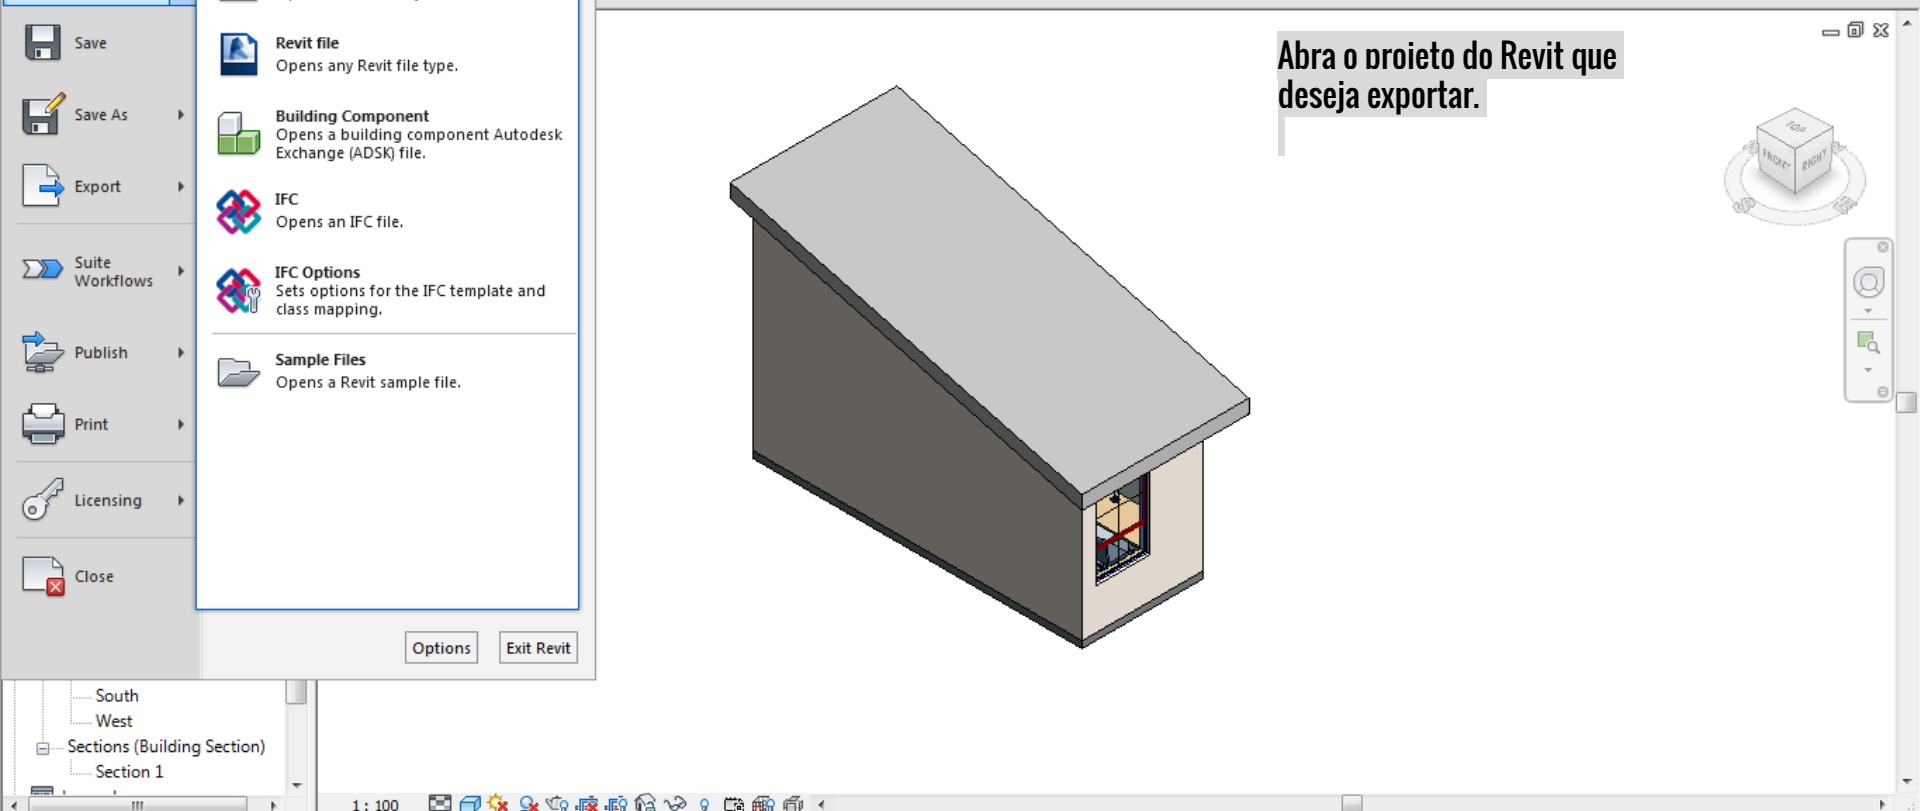 Save
Save As
Export
Suite
Workflows
Publish
Print
Licensing
Close
Revit file
Opens any Revit file type.
Building Component
Opens a building component Autodesk
Exchange (ADSK) file.
IFC
Opens an IFC file.
IFC Options
Sets options for the IFC template and
class mapping.
Sample Files
Opens a Revit sample file.
Options
Exit Revit
South
West
Sections (Building Section)
Section 1
Abra o projeto do Revit que
deseja exportar.
TOP
FRONT
RIGHT
1 : 100